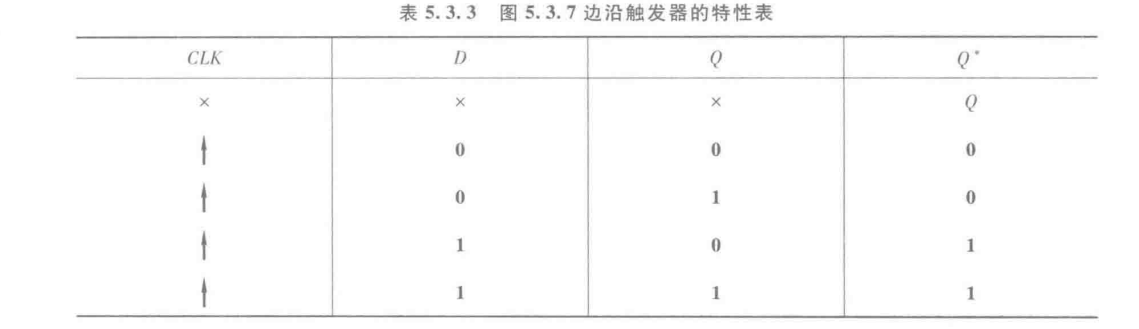 表 5.3.3 图 5.3.7 边沿触发器的特性表
CLK D Q Q*
× × × Q
↑ 0 0 0
↑ 0 1 0
↑ 1 0 1
↑ 1 1 1